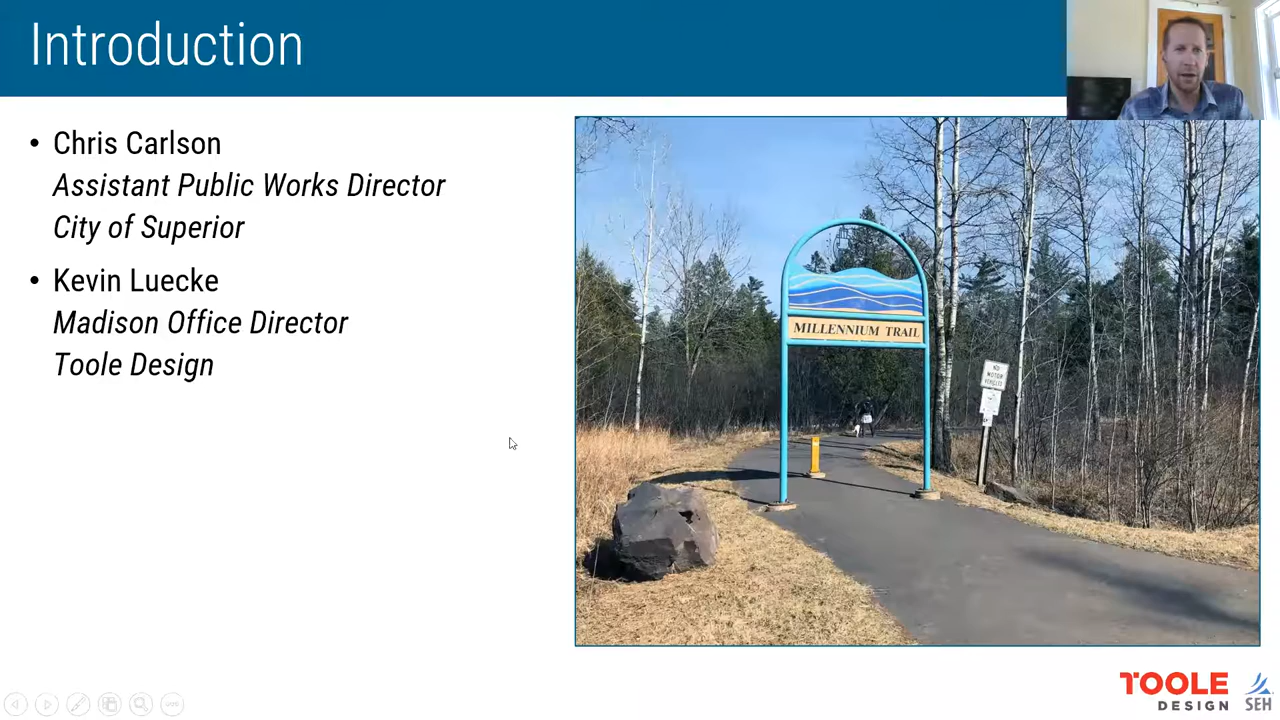 Introduction
• Chris Carlson
Assistant Public Works Director
City of Superior
• Kevin Luecke
Madison Office Director
Toole Design
MILLENNIUM TRAIL
NO
MOTOR
VEHICLES
TOOLE
DESIGN
SEH